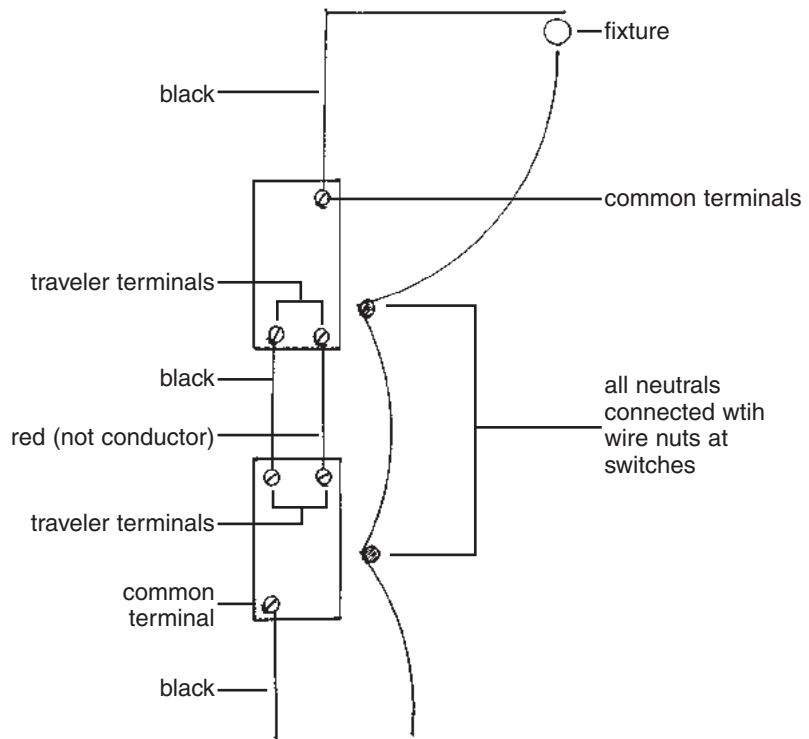 fixture
black
common terminals
traveler terminals
black
all neutrals
connected wtih
wire nuts at
switches
red (not conductor)
traveler terminals
common
terminal
black